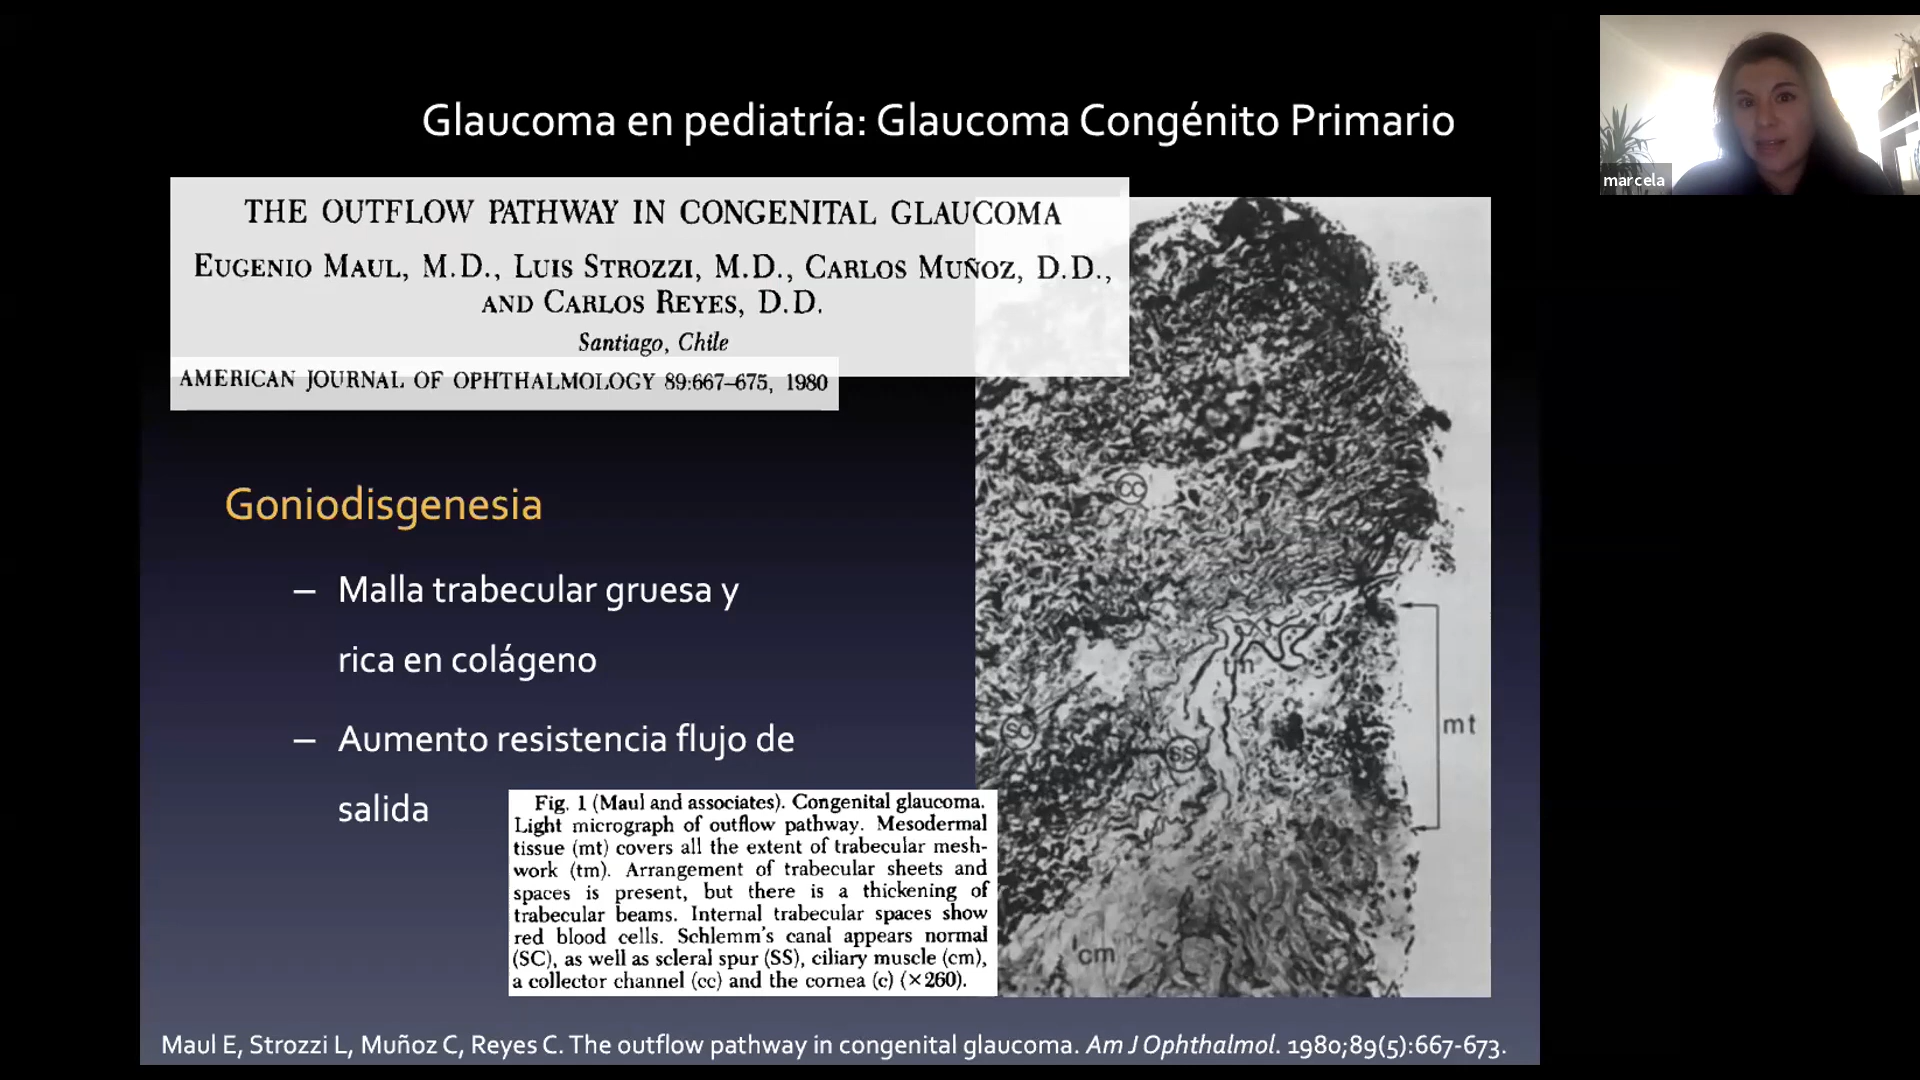 Glaucoma en pediatría: Glaucoma Congénito Primario
marcela
THE OUTFLOW PATHWAY IN CONGENITAL GLAUCOMA
EUGENIO MAUL, M.D., LUIS STROZZI, M.D., CARLOS MUÑOZ, D.D.,
AND CARLOS REYES, D.D.
Santiago, Chile
AMERICAN JOURNAL OF OPHTHALMOLOGY 89:667–675, 1980
Goniodisgenesia
– Malla trabecular gruesa y
rica en colágeno
– Aumento resistencia flujo de
salida
CC
tm
SC
SS
mt
cm
Fig. 1 (Maul and associates). Congenital glaucoma.
Light micrograph of outflow pathway. Mesodermal
tissue (mt) covers all the extent of trabecular mesh-
work (tm). Arrangement of trabecular sheets and
spaces is present, but there is a thickening of
trabecular beams. Internal trabecular spaces show
red blood cells. Schlemm's canal appears normal
(SC), as well as scleral spur (SS), ciliary muscle (cm),
a collector channel (cc) and the cornea (c) (×260).
Maul E, Strozzi L, Muñoz C, Reyes C. The outflow pathway in congenital glaucoma. Am J Ophthalmol. 1980;89(5):667-673.